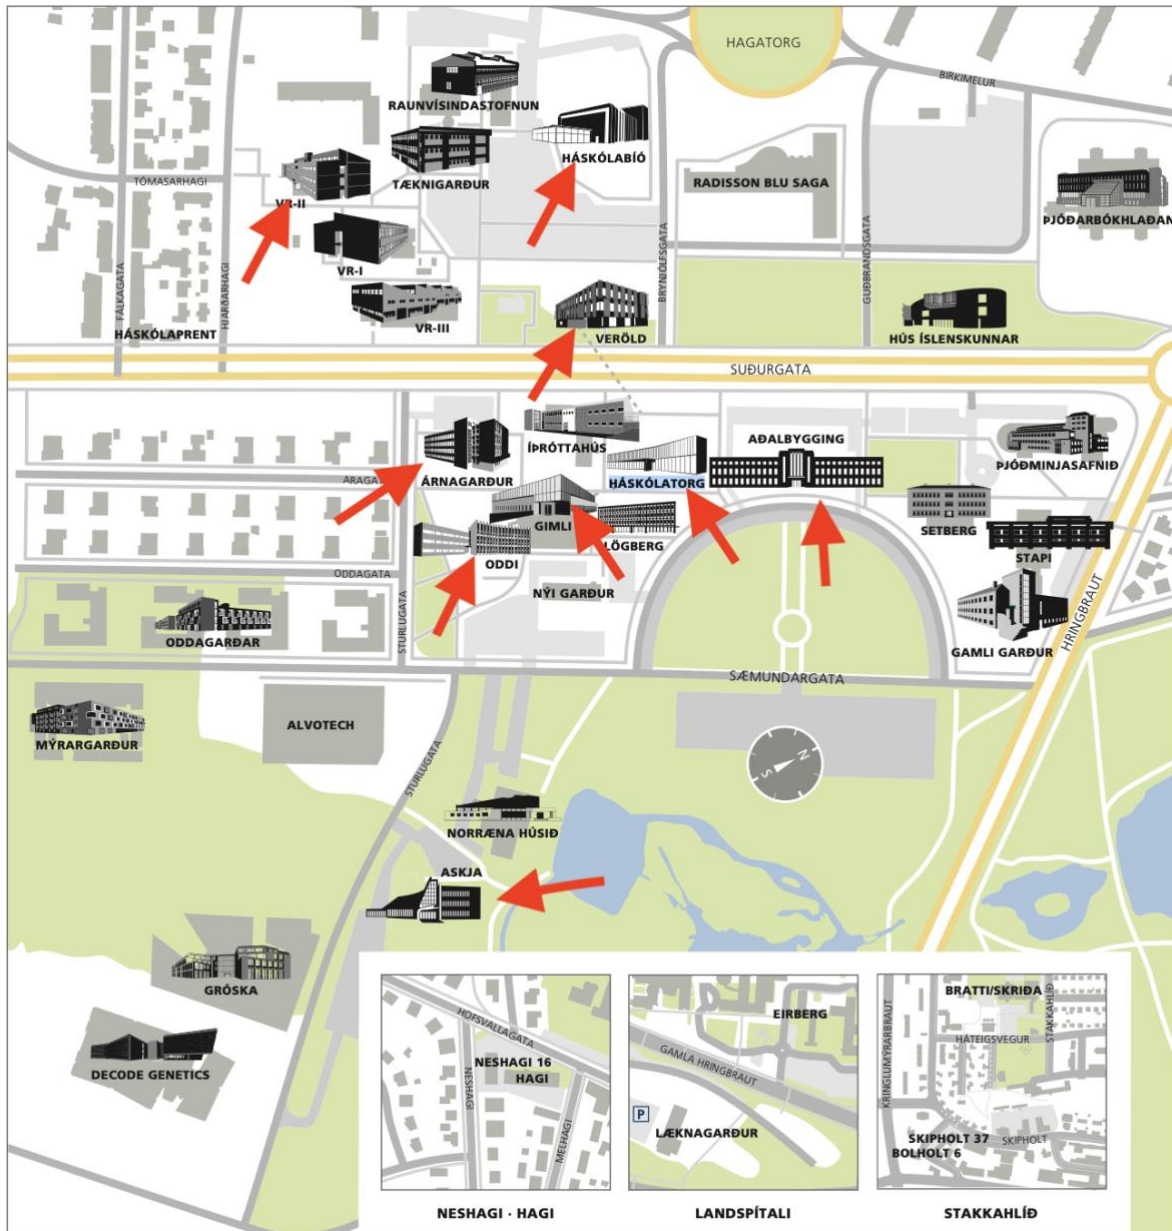 HAGATORG
BIRKIMELUR
RAUNVÍSINDASTOFNUN
HÁSKÓLABÍÓ
TÆKNIGARÐUR
TÓMASARHAGI
VR-II
RADISSON BLU SAGA
ÞJÓÐARBÓKHLAÐAN
VR-I
FÁLKAGATA
HJARÐARHAGI
BRYNJÓLFSGATA
GUÐBRANDSGATA
HÁSKÓLAPRENT
VR-III
VERÖLD
HÚS ÍSLENSKUNNAR
SUÐURGATA
ÍÞRÓTTAHÚS
AÐALBYGGING
ÞJÓÐMINJASAFNIÐ
ARAGATA
ÁRNAGARÐUR
HÁSKÓLATORG
GIMLI
SETBERG
LÖGBERG
STAPI
ODDI
ODDAGATA
NÝI GARÐUR
STURLUGATA
HRINGBRAUT
ODDAGARÐAR
GAMLI GARÐUR
SÆMUNDARGATA
ALVOTECH
MÝRARGARÐUR
STURLUGATA
N
S
NORRÆNA HÚSIÐ
ASKJA
GRÓSKA
DECODE GENETICS
HOFSVALLAGATA
NESHAGI 16
HAGI
NESHAGI
MELHAGI
NESHAGI · HAGI
EIRBERG
GAMLA HRINGBRAUT
P
LÆKNAGARÐUR
LANDSPÍTALI
BRATTI/SKRIÐA
STAKKAHLÍÐ
HÁTEIGSVEGUR
KRINGLUMÝRARBRAUT
SKIPHOLT 37
SKIPHOLT
BOLHOLT 6
STAKKAHLÍÐ